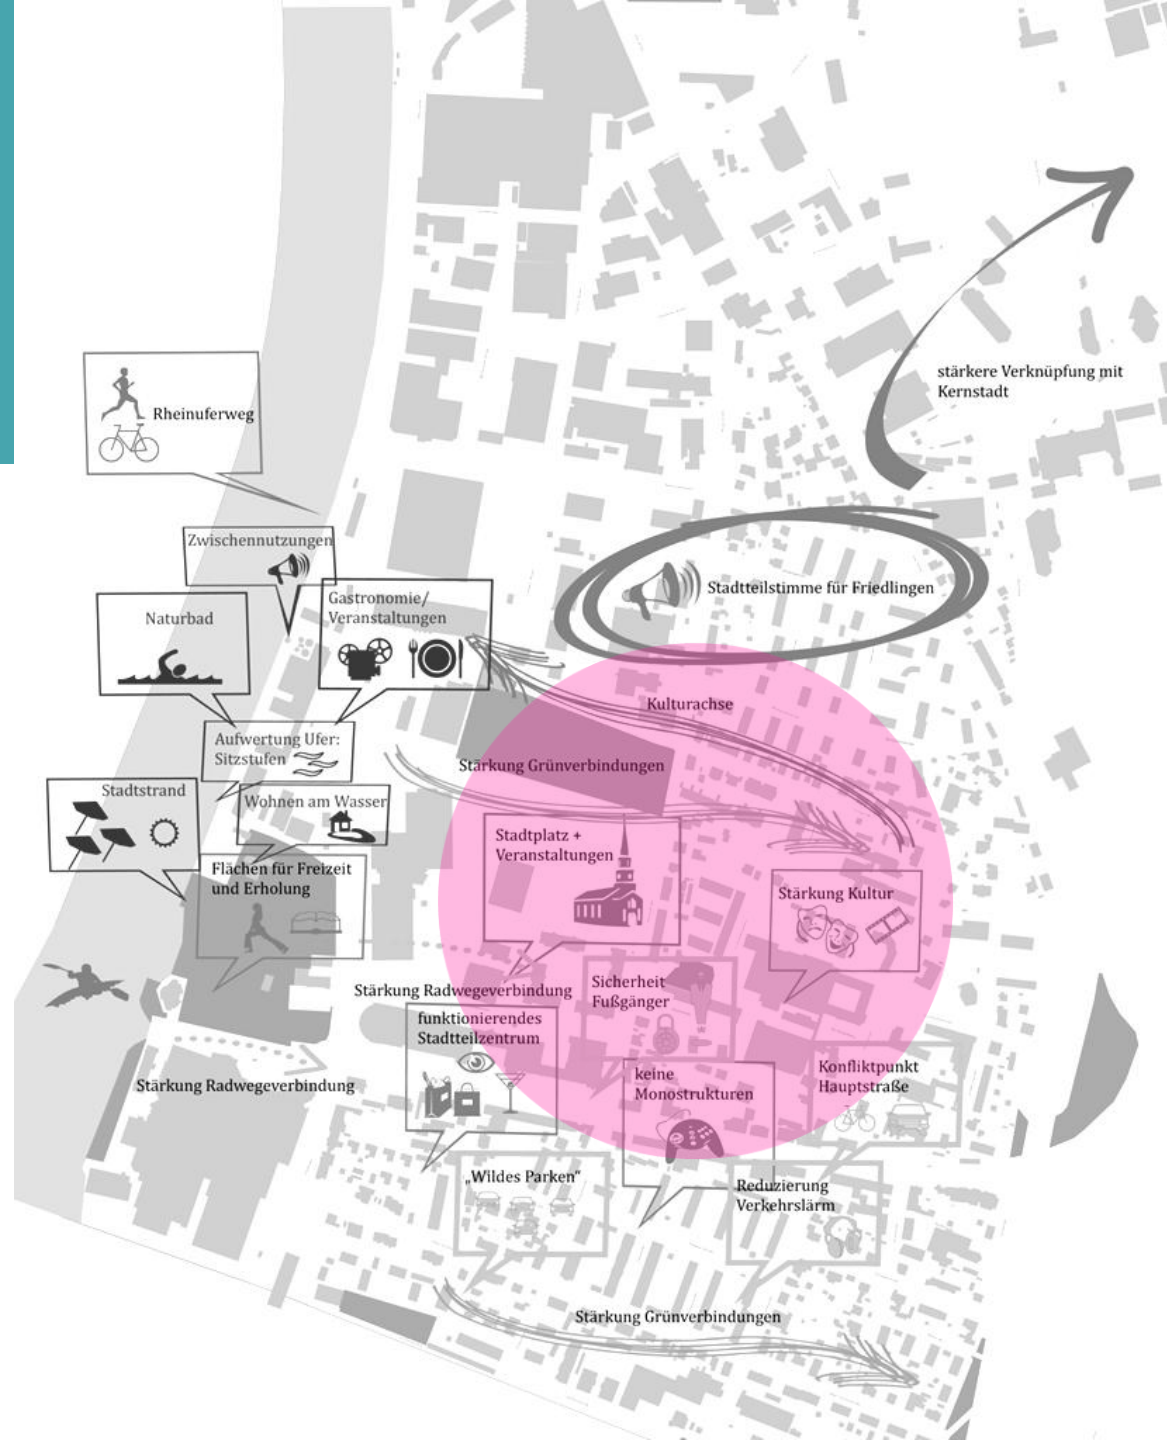 stärkere Verknüpfung mit
Kernstadt
Rheinuferweg
Zwischennutzungen
Stadtteilstimme für Friedlingen
Gastronomie/
Veranstaltungen
Naturbad
Kulturachse
Aufwertung Ufer:
Sitzstufen
Stärkung Grünverbindungen
Stadtstrand
Wohnen am Wasser
Stadtplatz +
Veranstaltungen
Flächen für Freizeit
und Erholung
Stärkung Kultur
Stärkung Radwegeverbindung
Sicherheit
Fußgänger
funktionierendes
Stadtteilzentrum
Stärkung Radwegeverbindung
keine
Monostrukturen
Konfliktpunkt
Hauptstraße
„Wildes Parken“
Reduzierung
Verkehrslärm
Stärkung Grünverbindungen